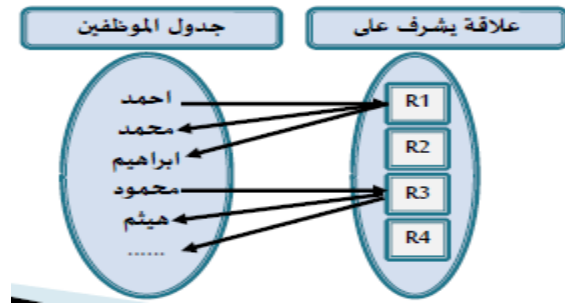 علاقة يشرف على
جدول الموظفين
احمد
محمد
ابراهيم
محمود
هيثم
......
R1
R2
R3
R4